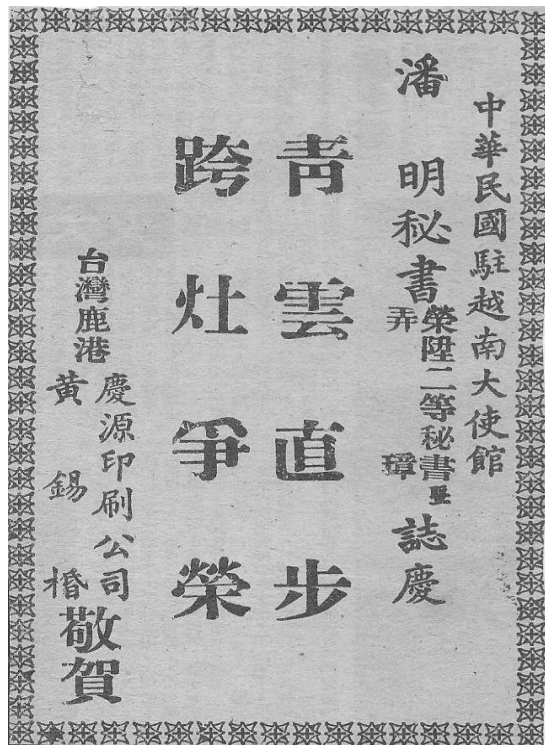 中華民國駐越南大使館
潘明秘書榮陞二等秘書暨弄璋誌慶
青雲直步
跨灶爭榮
台灣鹿港
慶源印刷公司
黃錫㨋敬賀